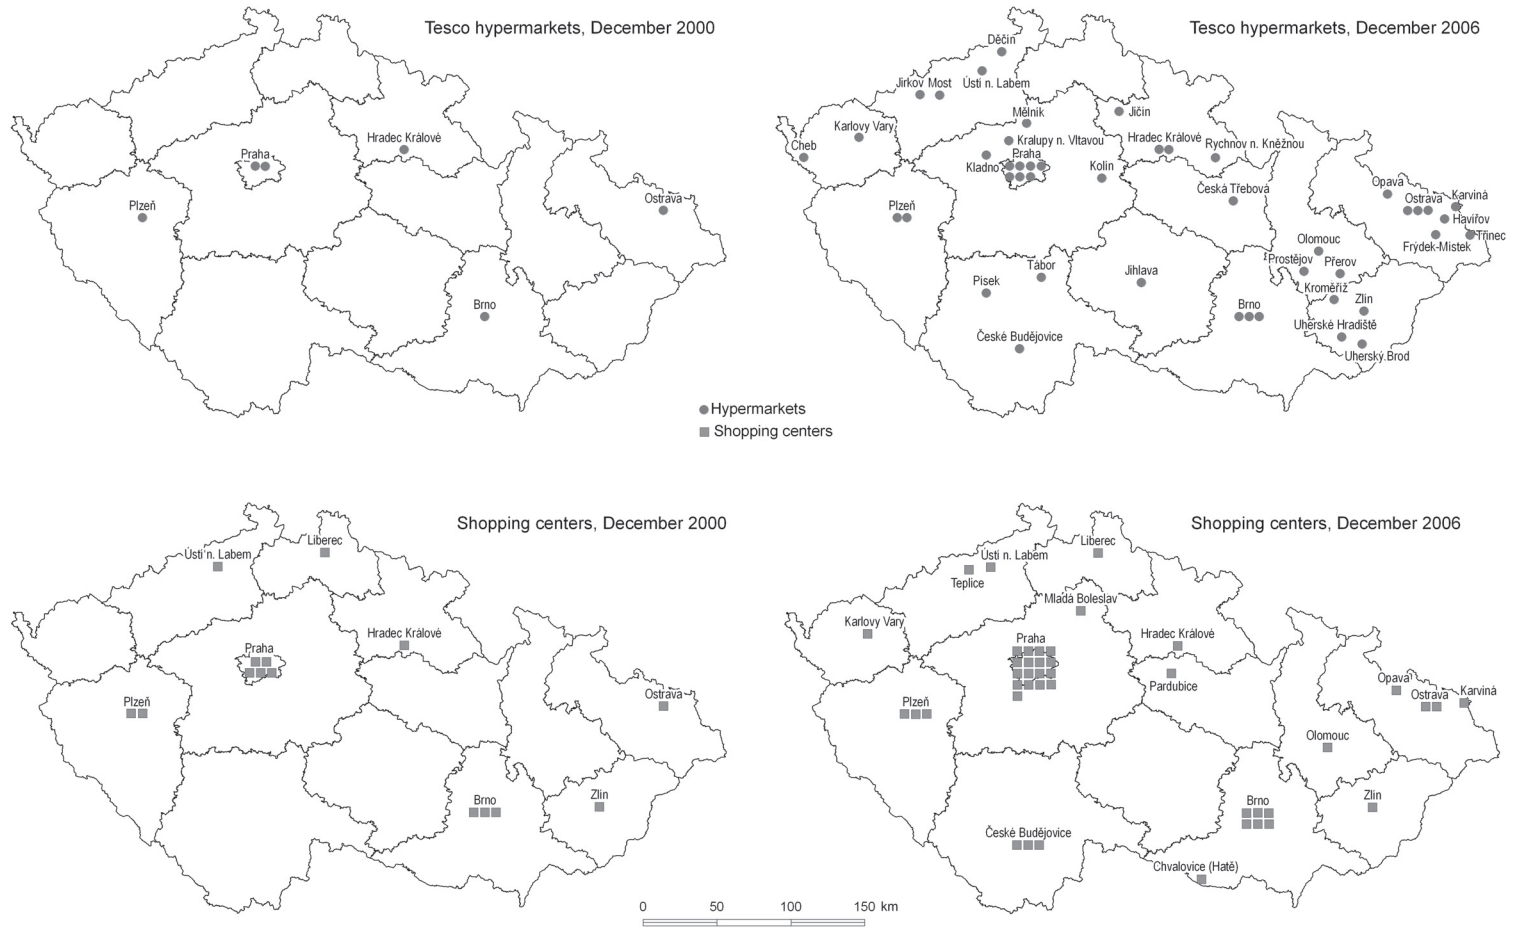 Tesco hypermarkets, December 2000
Praha
Hradec Králové
Plzeň
Ostrava
Brno
Tesco hypermarkets, December 2006
Děčín
Ústí n. Labem
Jirkov Most
Mělník
Jičín
Karlovy Vary
Cheb
Kralupy n. Vltavou
Hradec Králové
Rychnov n. Kněžnou
Praha
Kladno
Kolín
Česká Třebová
Opava
Karviná
Ostrava
Havířov
Plzeň
Třinec
Frýdek-Místek
Olomouc
Prostějov
Přerov
Tábor
Jihlava
Písek
Kroměříž
Zlín
Brno
Uherské Hradiště
České Budějovice
Uherský Brod
Hypermarkets
Shopping centers
Shopping centers, December 2000
Liberec
Ústí n. Labem
Hradec Králové
Praha
Plzeň
Ostrava
Zlín
Brno
Shopping centers, December 2006
Liberec
Ústí n. Labem
Teplice
Mladá Boleslav
Karlovy Vary
Praha
Hradec Králové
Pardubice
Opava
Karviná
Ostrava
Plzeň
Olomouc
Zlín
Brno
České Budějovice
Chvalovice (Hatě)
0 50 100 150 km